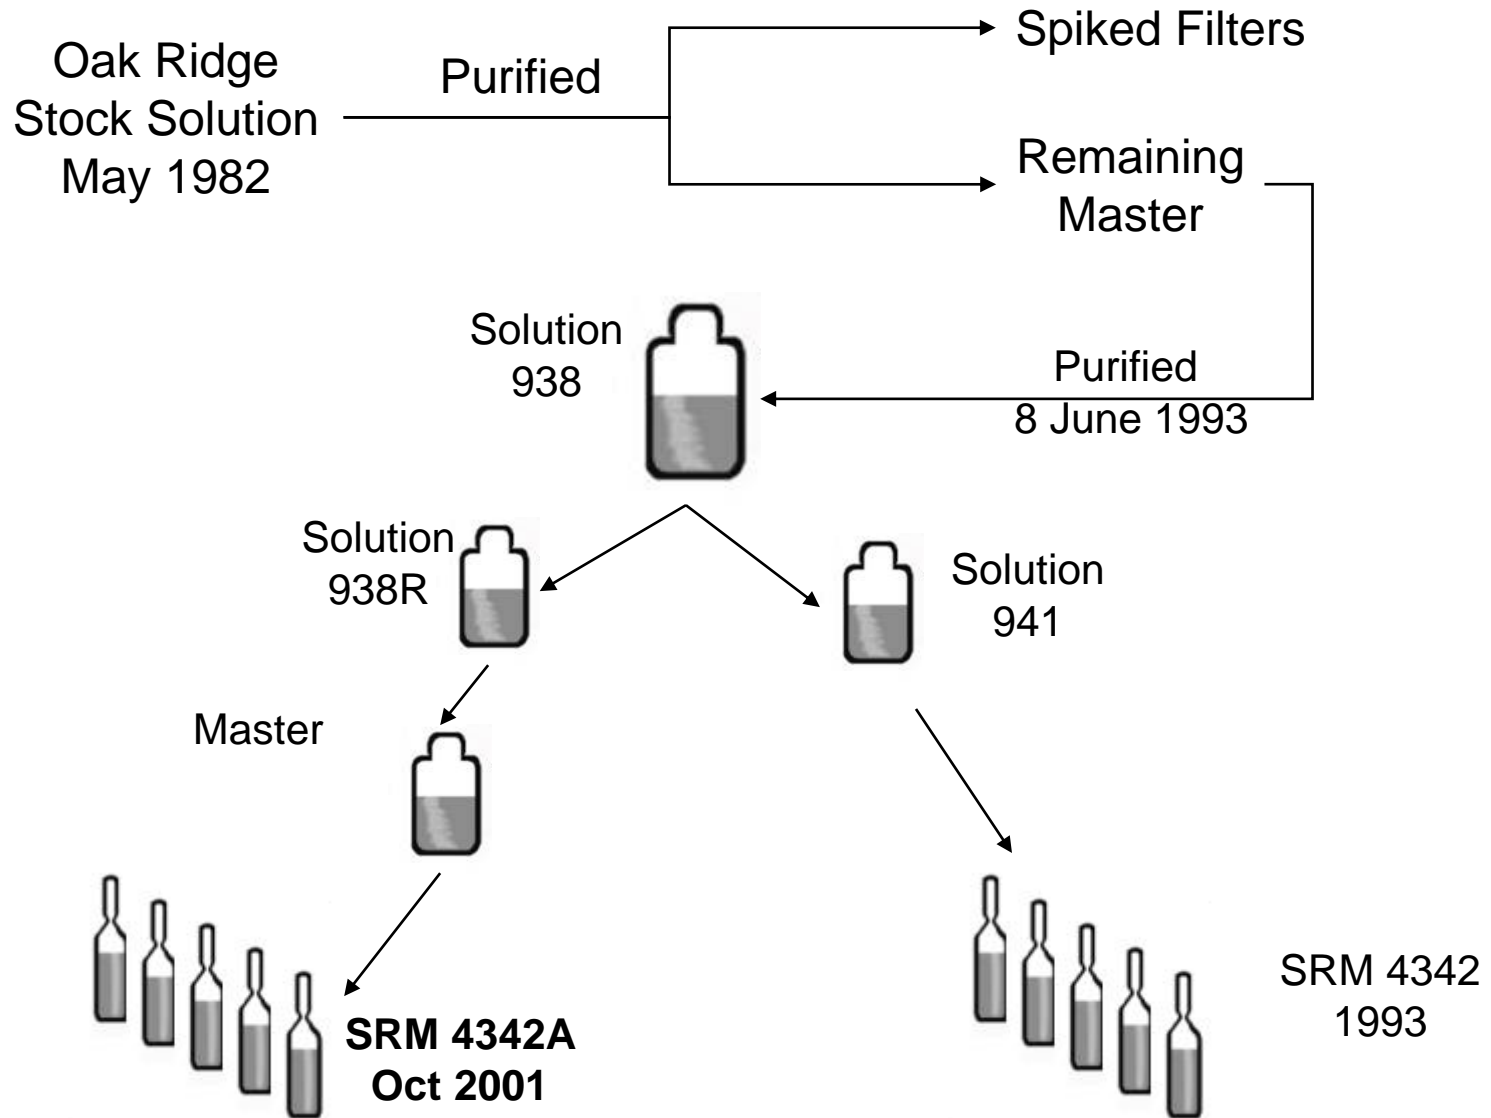 Oak Ridge
Stock Solution
May 1982
Purified
Spiked Filters
Remaining
Master
Purified
8 June 1993
Solution
938
Solution
938R
Solution
941
Master
SRM 4342A
Oct 2001
SRM 4342
1993